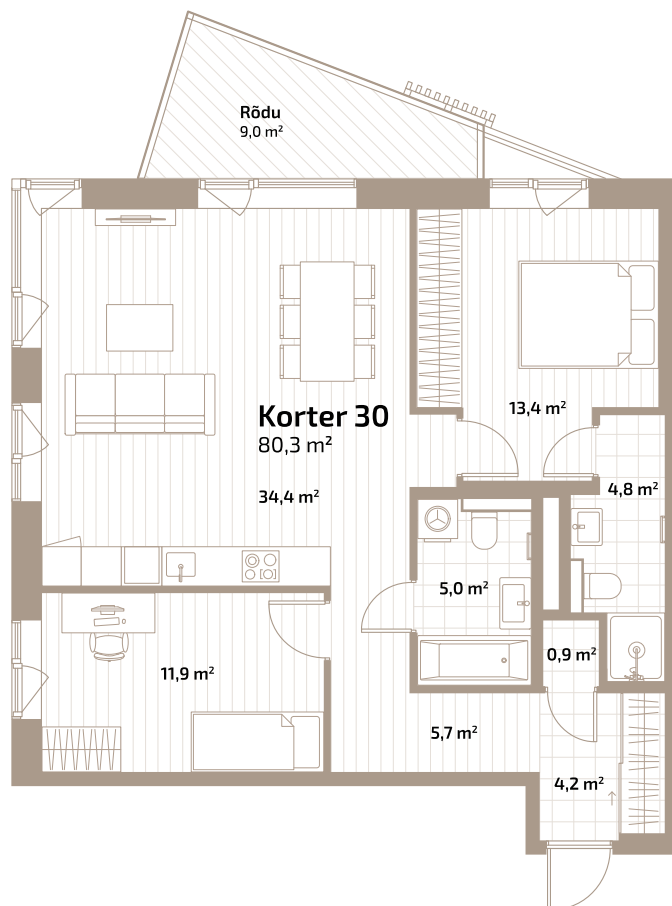 Rõdu
9,0 m²
Korter 30
80,3 m²
13,4 m²
34,4 m²
4,8 m²
5,0 m²
11,9 m²
0,9 m²
5,7 m²
4,2 m²